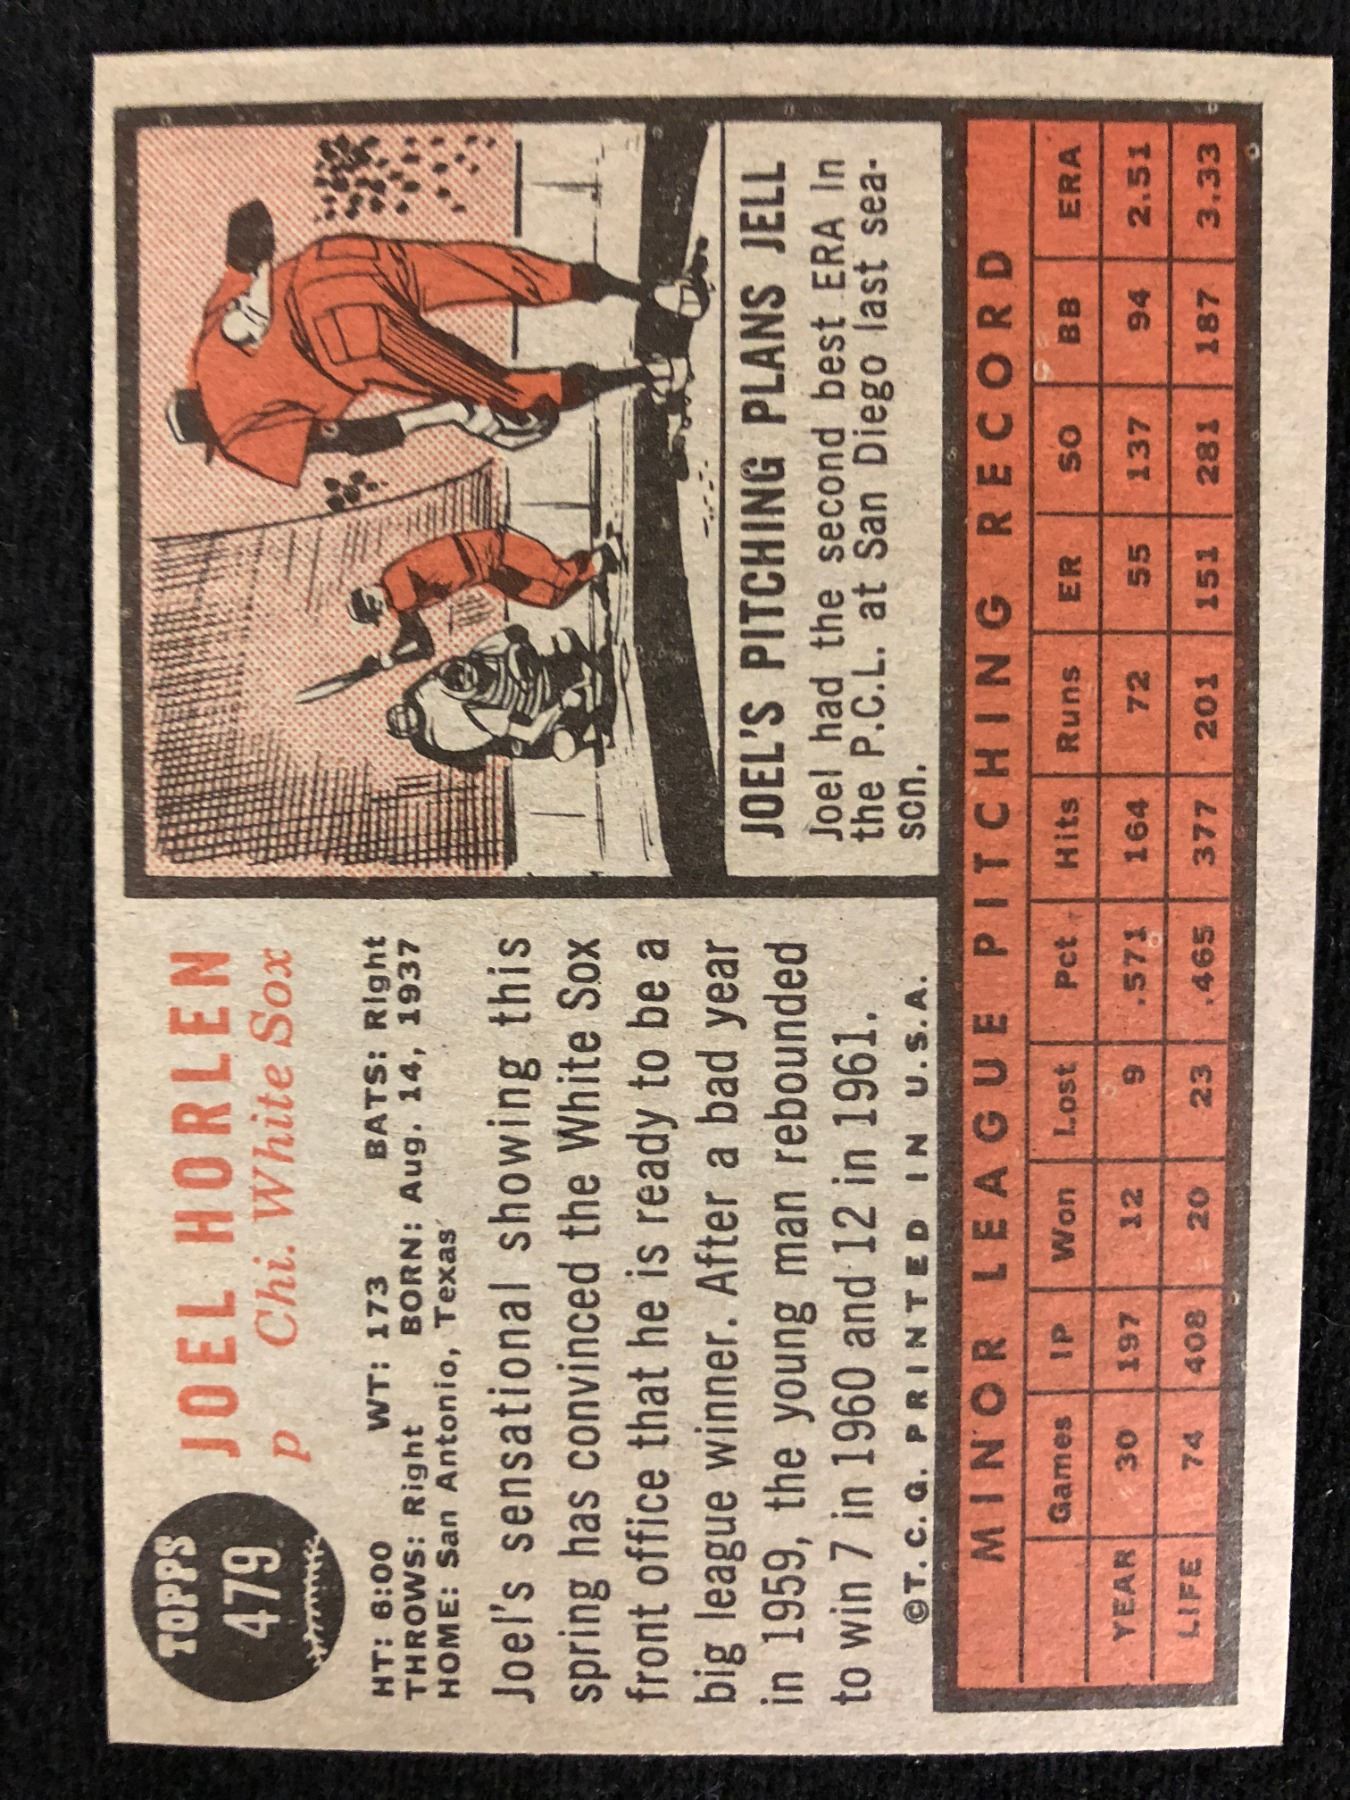 TOPPS
479
JOEL HORLEN
p Chi. White Sox
HT: 6:00 WT: 173 BATS: Right
THROWS: Right BORN: Aug. 14, 1937
HOME: San Antonio, Texas
Joel's sensational showing this
spring has convinced the White Sox
front office that he is ready to be a
big league winner. After a bad year
in 1959, the young man rebounded
to win 7 in 1960 and 12 in 1961.
©T.C.G. PRINTED IN U.S.A.
JOEL'S PITCHING PLANS JELL
Joel had the second best ERA in
the P.C.L. at San Diego last sea-
son.
MINOR LEAGUE PITCHING RECORD
Games IP Won Lost Pct Hits Runs ER SO BB ERA
YEAR 30 197 12 9 .571 164 72 55 137 94 2.51
LIFE 74 408 20 23 .465 377 201 151 281 187 3.33